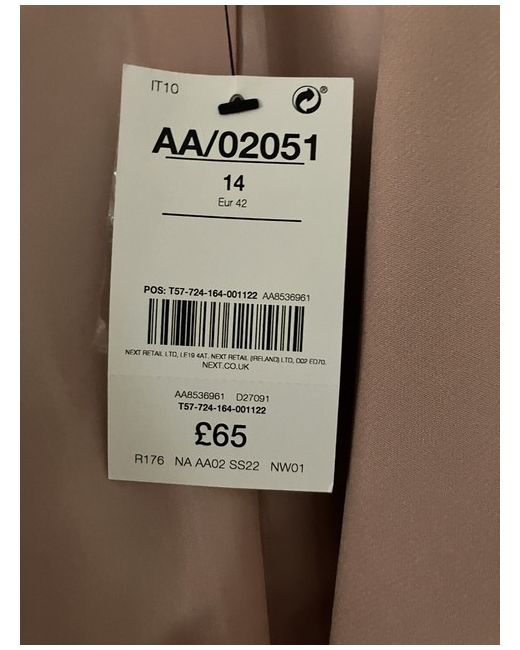 IT10
®
AA/02051
14
Eur 42
POS: T57-724-164-001122 AA8536961
NEXT RETAIL LTD, LE19 4AT. NEXT RETAIL (IRELAND) LTD, D02 ED70.
NEXT.CO.UK
AA8536961 D27091
T57-724-164-001122
£65
R176 NA AA02 SS22 NW01